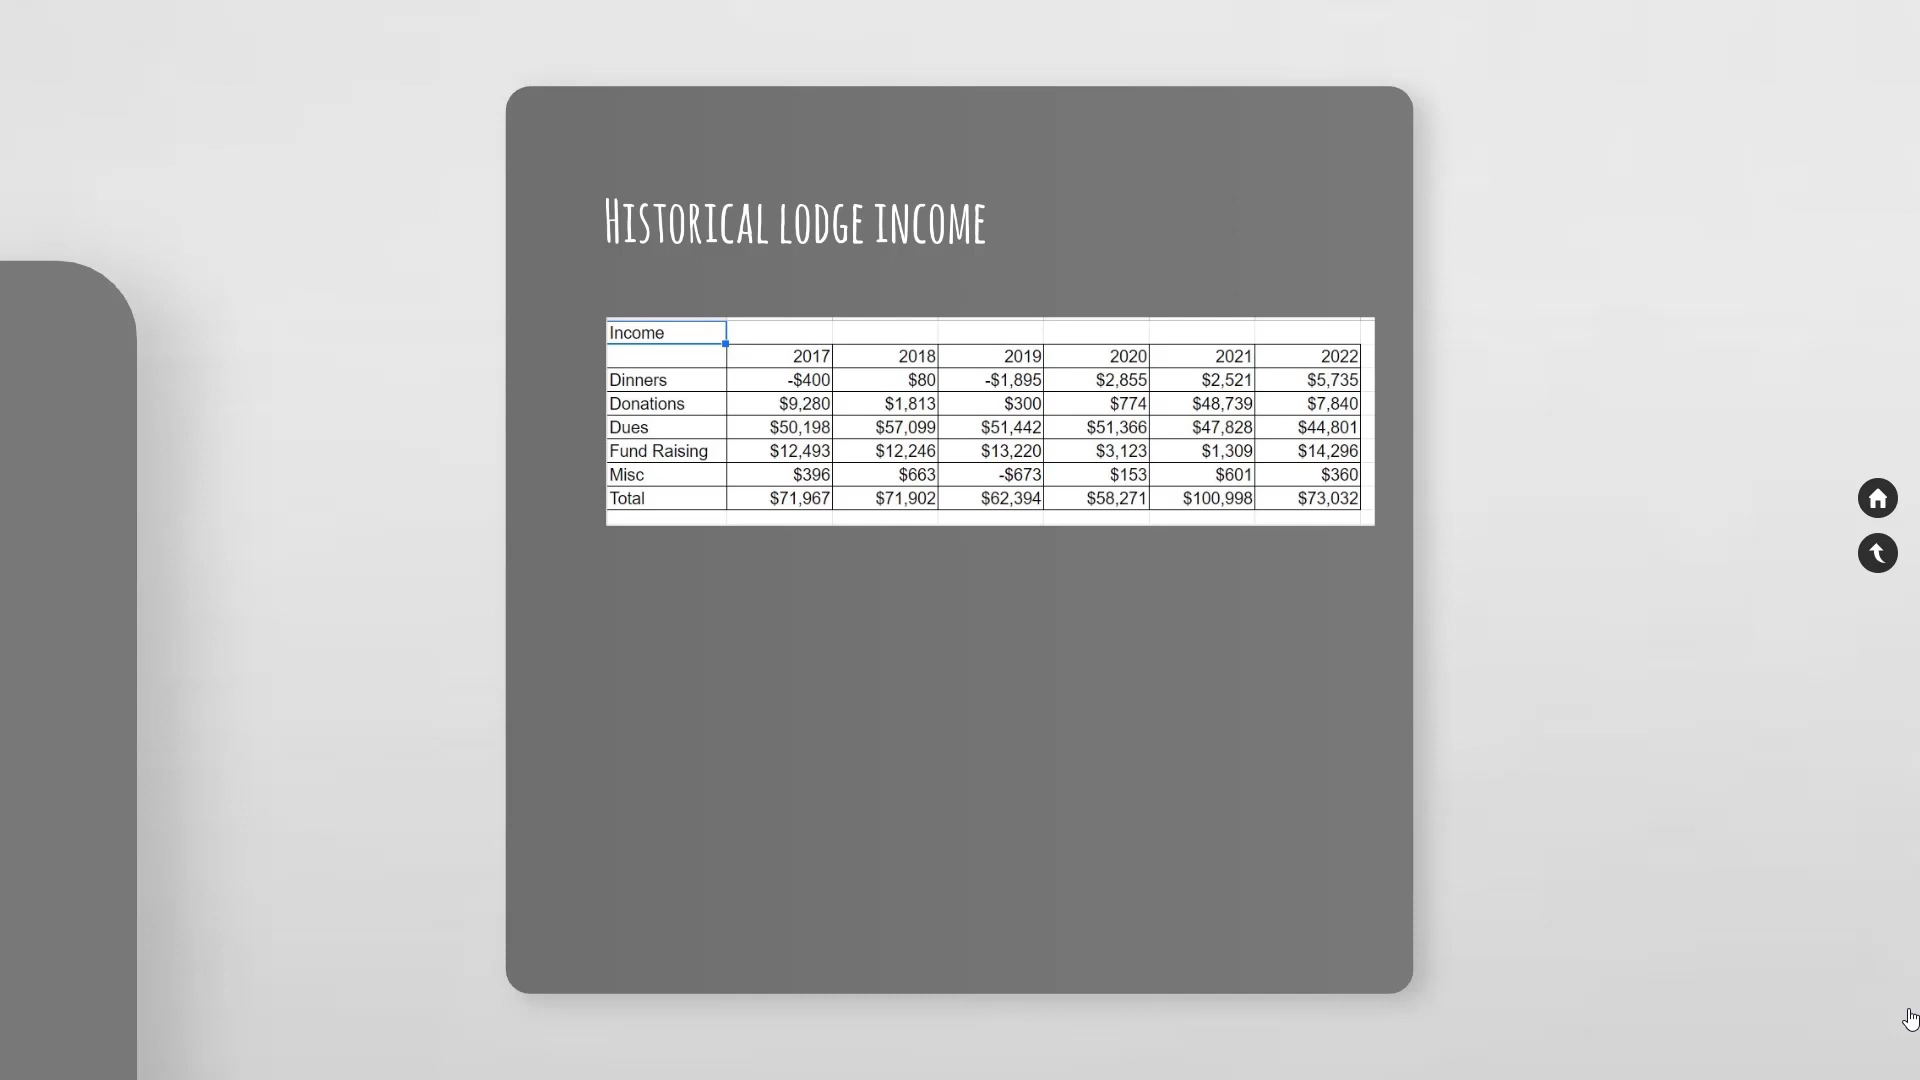 Historical lodge income
Income
2017 2018 2019 2020 2021 2022
Dinners -$400 $80 -$1,895 $2,855 $2,521 $5,735
Donations $9,280 $1,813 $300 $774 $48,739 $7,840
Dues $50,198 $57,099 $51,442 $51,366 $47,828 $44,801
Fund Raising $12,493 $12,246 $13,220 $3,123 $1,309 $14,296
Misc $396 $663 -$673 $153 $601 $360
Total $71,967 $71,902 $62,394 $58,271 $100,998 $73,032